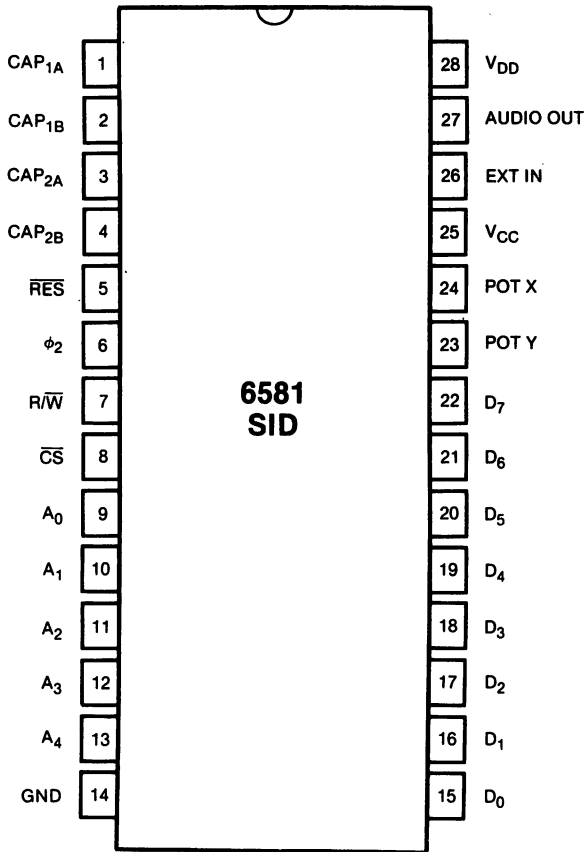 CAP1A 1 28 VDD
CAP1B 2 27 AUDIO OUT
CAP2A 3 26 EXT IN
CAP2B 4 25 VCC
R̅E̅S̅ 5 24 POT X
ϕ2 6 23 POT Y
R/W̅ 7 22 D7
6581
SID
C̅S̅ 8 21 D6
A0 9 20 D5
A1 10 19 D4
A2 11 18 D3
A3 12 17 D2
A4 13 16 D1
GND 14 15 D0